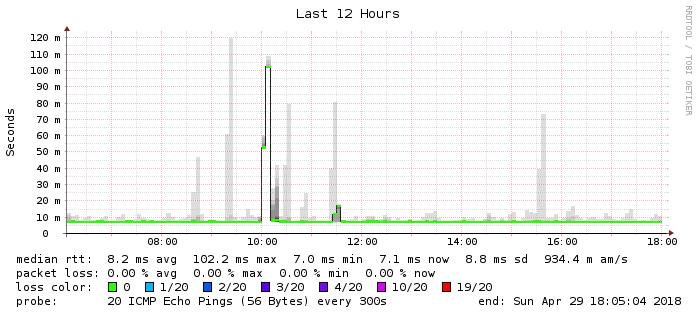 Last 12 Hours
RRDTOOL / TOBI OETIKER
Seconds
120 m
110 m
100 m
90 m
80 m
70 m
60 m
50 m
40 m
30 m
20 m
10 m
0
08:00 10:00 12:00 14:00 16:00 18:00
median rtt: 8.2 ms avg 102.2 ms max 7.0 ms min 7.1 ms now 8.8 ms sd 934.4 m am/s
packet loss: 0.00 % avg 0.00 % max 0.00 % min 0.00 % now
loss color: 0 1/20 2/20 3/20 4/20 10/20 19/20
probe: 20 ICMP Echo Pings (56 Bytes) every 300s end: Sun Apr 29 18:05:04 2018